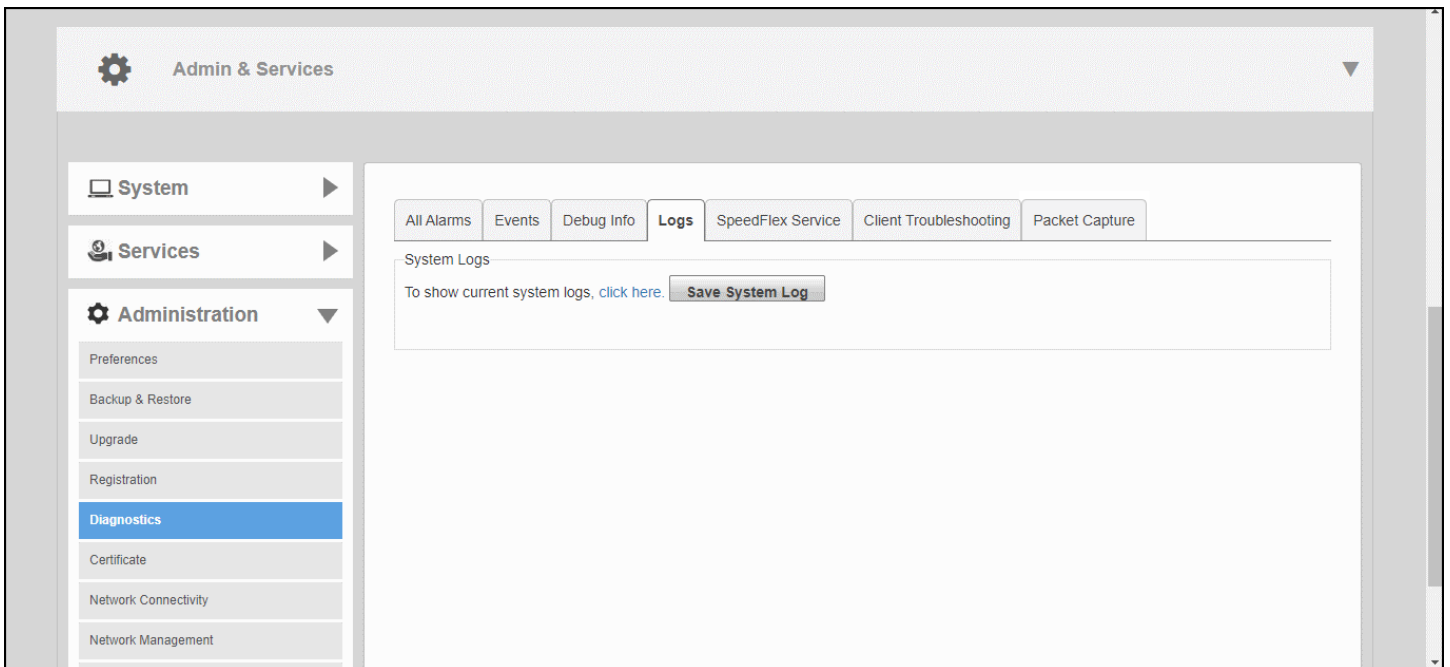 Admin & Services
System
Services
Administration
Preferences
Backup & Restore
Upgrade
Registration
Diagnostics
Certificate
Network Connectivity
Network Management
All Alarms Events Debug Info Logs SpeedFlex Service Client Troubleshooting Packet Capture
System Logs
To show current system logs, click here. Save System Log